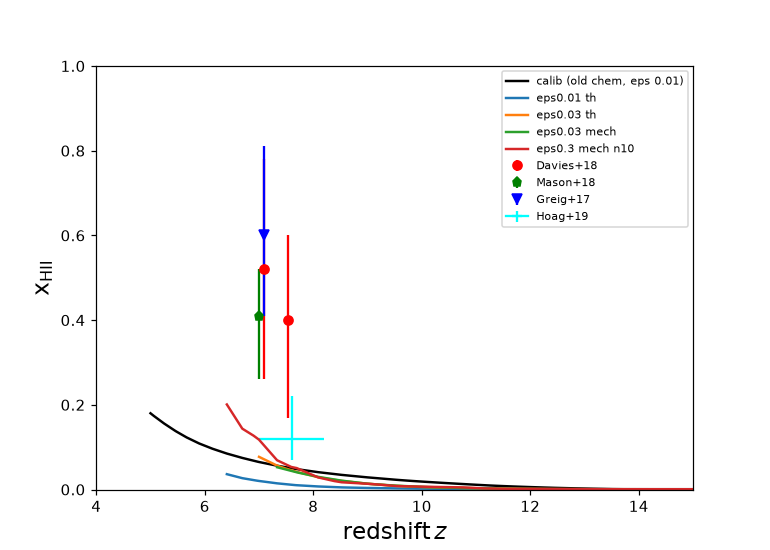 1.0
0.8
0.6
0.4
0.2
0.0
xHII
4 6 8 10 12 14
redshift z
calib (old chem, eps 0.01)
eps0.01 th
eps0.03 th
eps0.03 mech
eps0.3 mech n10
Davies+18
Mason+18
Greig+17
Hoag+19